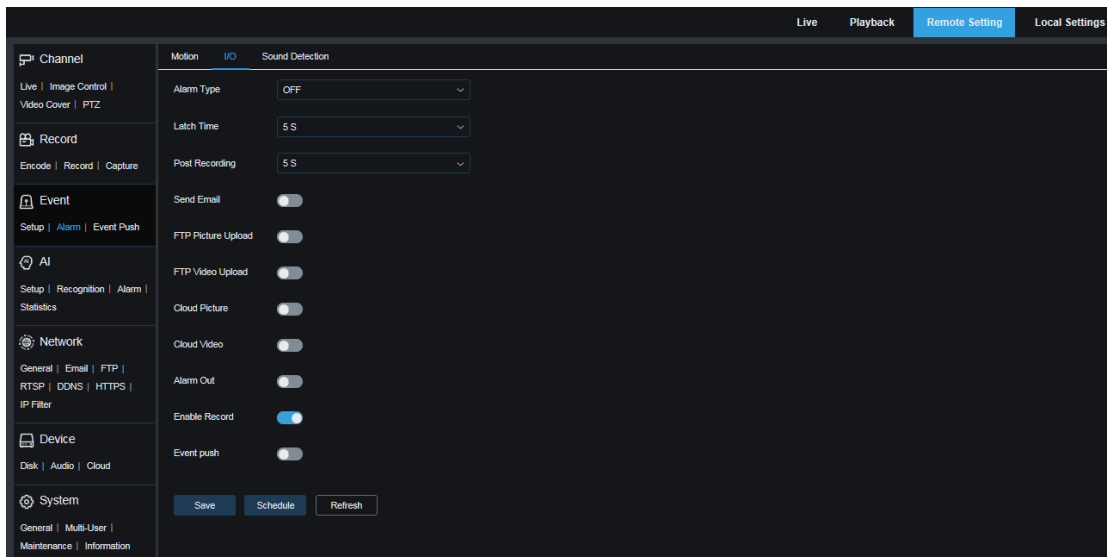 Live Playback Remote Setting Local Settings
Channel
Live | Image Control |
Video Cover | PTZ
Record
Encode | Record | Capture
Event
Setup | Alarm | Event Push
AI
Setup | Recognition | Alarm |
Statistics
Network
General | Email | FTP |
RTSP | DDNS | HTTPS |
IP Filter
Device
Disk | Audio | Cloud
System
General | Multi-User |
Maintenance | Information
Motion I/O Sound Detection
Alarm Type OFF
Latch Time 5 S
Post Recording 5 S
Send Email
FTP Picture Upload
FTP Video Upload
Cloud Picture
Cloud Video
Alarm Out
Enable Record
Event push
Save Schedule Refresh